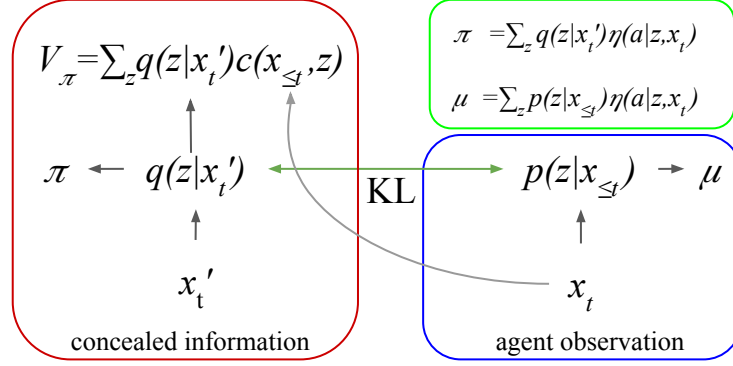 V_π=∑_z q(z|x_t′)c(x_≤t,z)
π q(z|x_t′)
x_t′
concealed information
KL
π =∑_z q(z|x_t′)η(a|z,x_t)
μ =∑_z p(z|x_≤t)η(a|z,x_t)
p(z|x_≤t) μ
x_t
agent observation